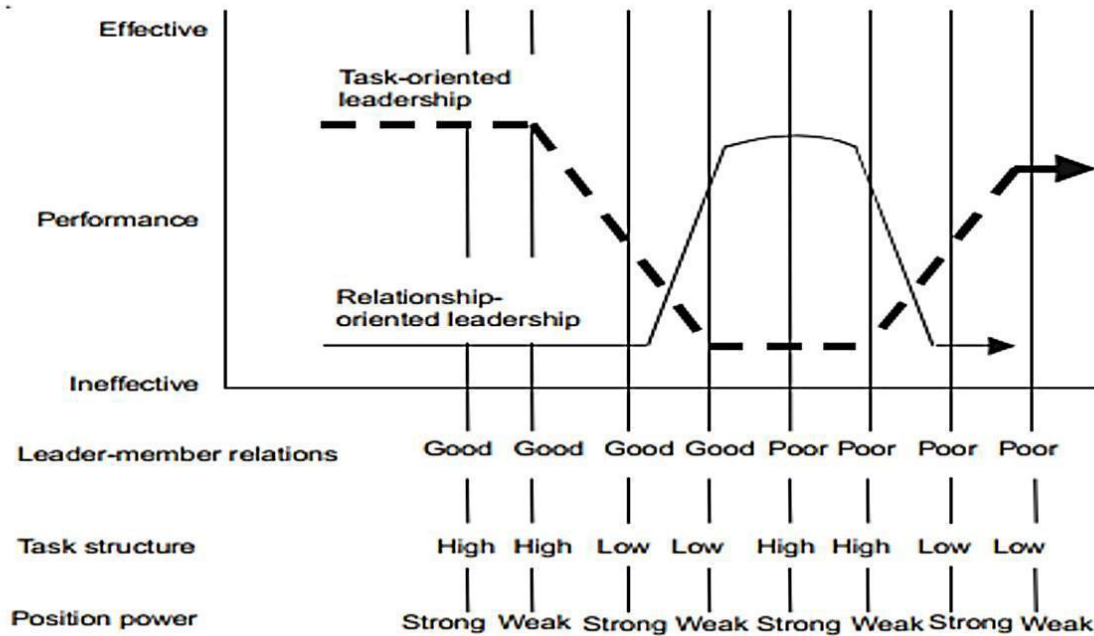 Effective
Task-oriented
leadership
Performance
Relationship-
oriented leadership
Ineffective
Leader-member relations Good Good Good Good Poor Poor Poor Poor
Task structure High High Low Low High High Low Low
Position power Strong Weak Strong Weak Strong Weak Strong Weak